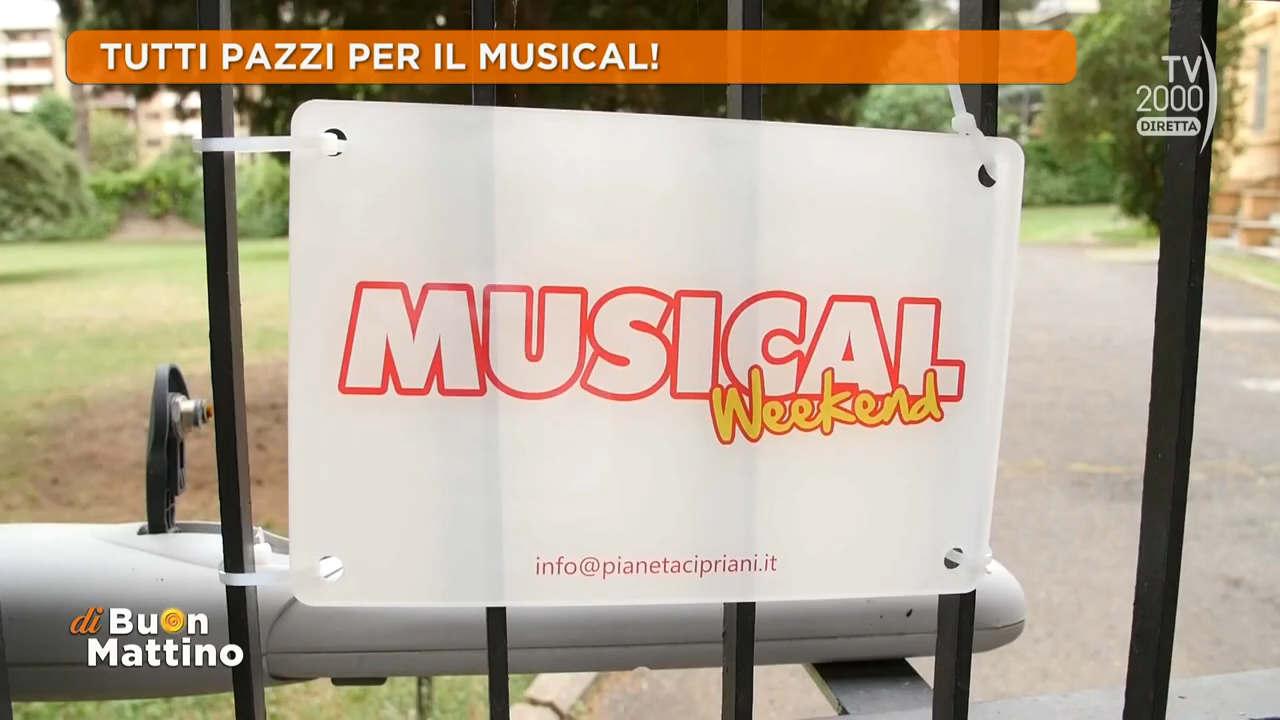 TUTTI PAZZI PER IL MUSICAL!
TV
2000
DIRETTA
MUSICAL
Weekend
info@pianetacipriani.it
di Buon
Mattino